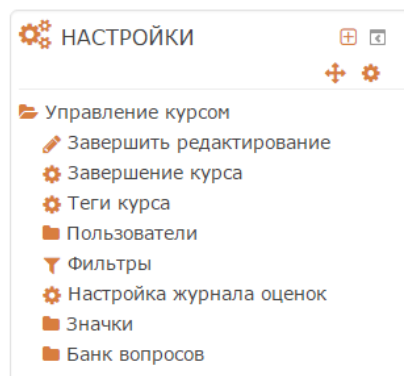 НАСТРОЙКИ
Управление курсом
Завершить редактирование
Завершение курса
Теги курса
Пользователи
Фильтры
Настройка журнала оценок
Значки
Банк вопросов